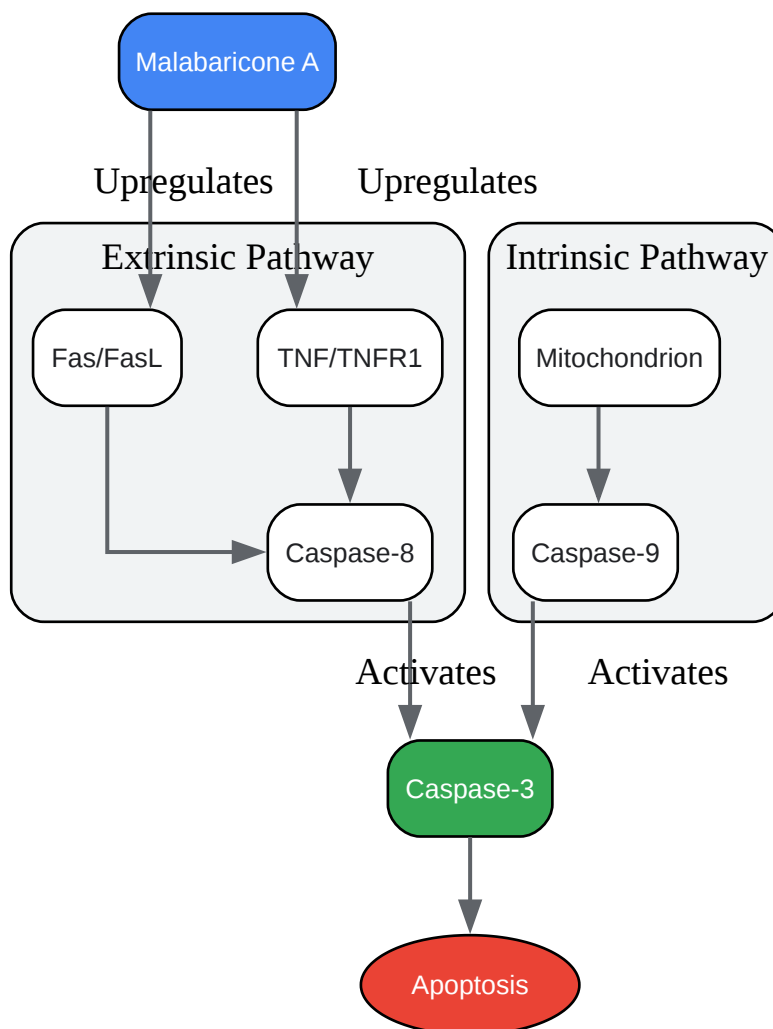 Malabaricone A
Upregulates
Upregulates
Extrinsic Pathway
Intrinsic Pathway
Fas/FasL
TNF/TNFR1
Mitochondrion
Caspase-8
Caspase-9
Activates
Activates
Caspase-3
Apoptosis